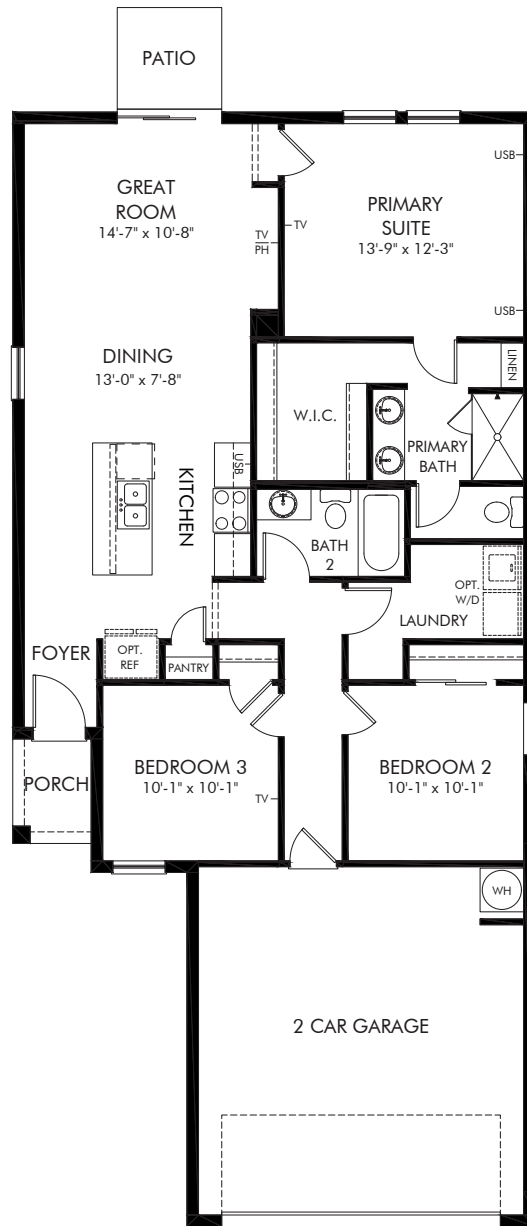 PATIO
GREAT
ROOM
14'-7" x 10'-8"
TV
PH
TV
USB
PRIMARY
SUITE
13'-9" x 12'-3"
USB
DINING
13'-0" x 7'-8"
LINEN
W.I.C.
PRIMARY
BATH
USB
KITCHEN
BATH
2
OPT.
W/D
LAUNDRY
FOYER
OPT.
REF
PANTRY
PORCH
BEDROOM 3
10'-1" x 10'-1"
TV
BEDROOM 2
10'-1" x 10'-1"
WH
2 CAR GARAGE